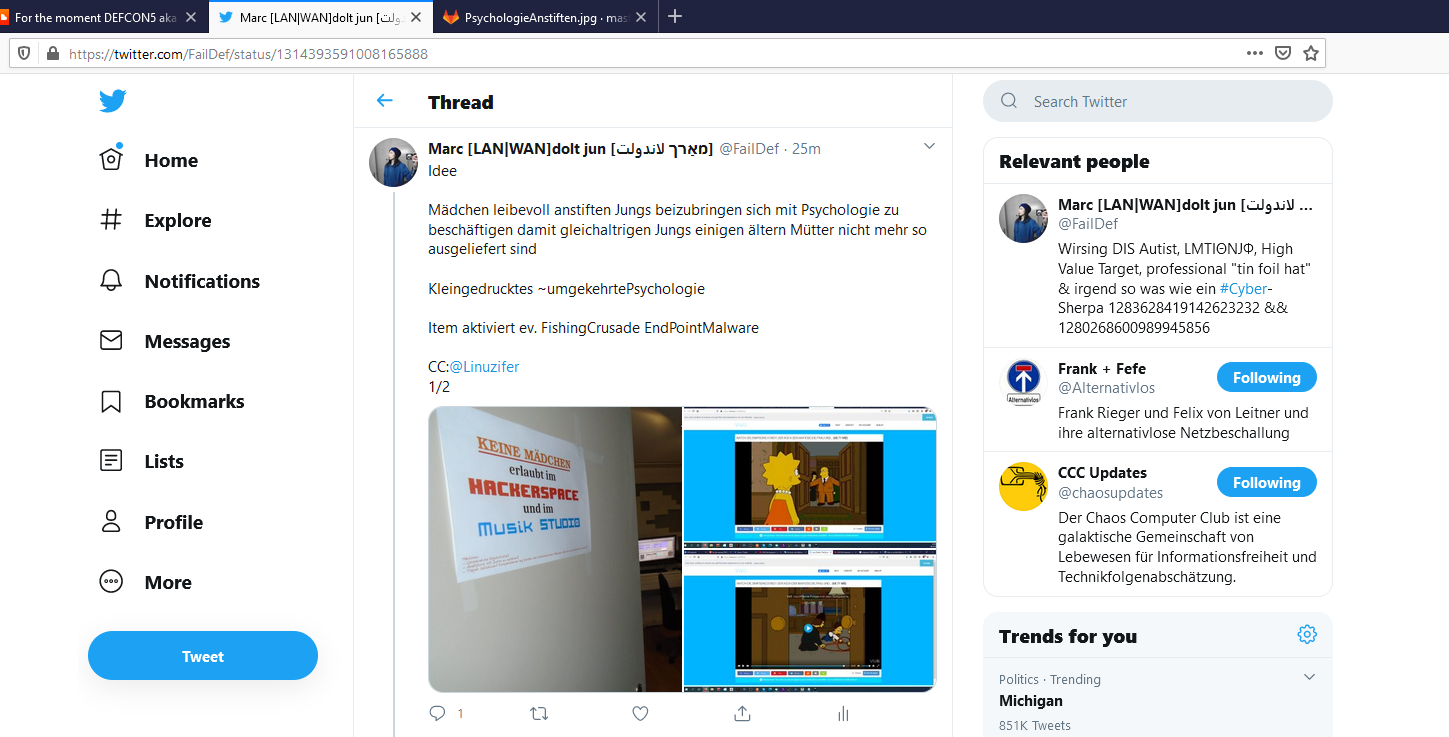 For the moment DEFCON5 aka
Marc [LAN|WAN]dolt jun [لاندولت
PsychologieAnstiften.jpg · mas
https://twitter.com/FailDef/status/1314393591008165888
Home
Explore
Notifications
Messages
Bookmarks
Lists
Profile
More
Tweet
Thread
Marc [LAN|WAN]dolt jun [מאַרך لاندولت] @FailDef · 25m
Idee
Mädchen leibevoll anstiften Jungs beizubringen sich mit Psychologie zu
beschäftigen damit gleichaltrigen Jungs einigen ältern Mütter nicht mehr so
ausgeliefert sind
Kleingedrucktes ~umgekehrtePsychologie
Item aktiviert ev. FishingCrusade EndPointMalware
CC:@Linuzifer
1/2
KEINE MÄDCHEN
erlaubt im
HACKERSPACE
und im
Musik Studio
1
Search Twitter
Relevant people
Marc [LAN|WAN]dolt jun [لاندولت ...
@FailDef
Wirsing DIS Autist, LMTIΘNJΦ, High
Value Target, professional "tin foil hat"
& irgend so was wie ein #Cyber-
Sherpa 1283628419142623232 &&
1280268600989945856
Frank + Fefe
@Alternativlos
Following
Frank Rieger und Felix von Leitner und
ihre alternativlose Netzbeschallung
Alternativlos
CCC Updates
@chaosupdates
Following
Der Chaos Computer Club ist eine
galaktische Gemeinschaft von
Lebewesen für Informationsfreiheit und
Technikfolgenabschätzung.
Trends for you
Politics · Trending
Michigan
851K Tweets